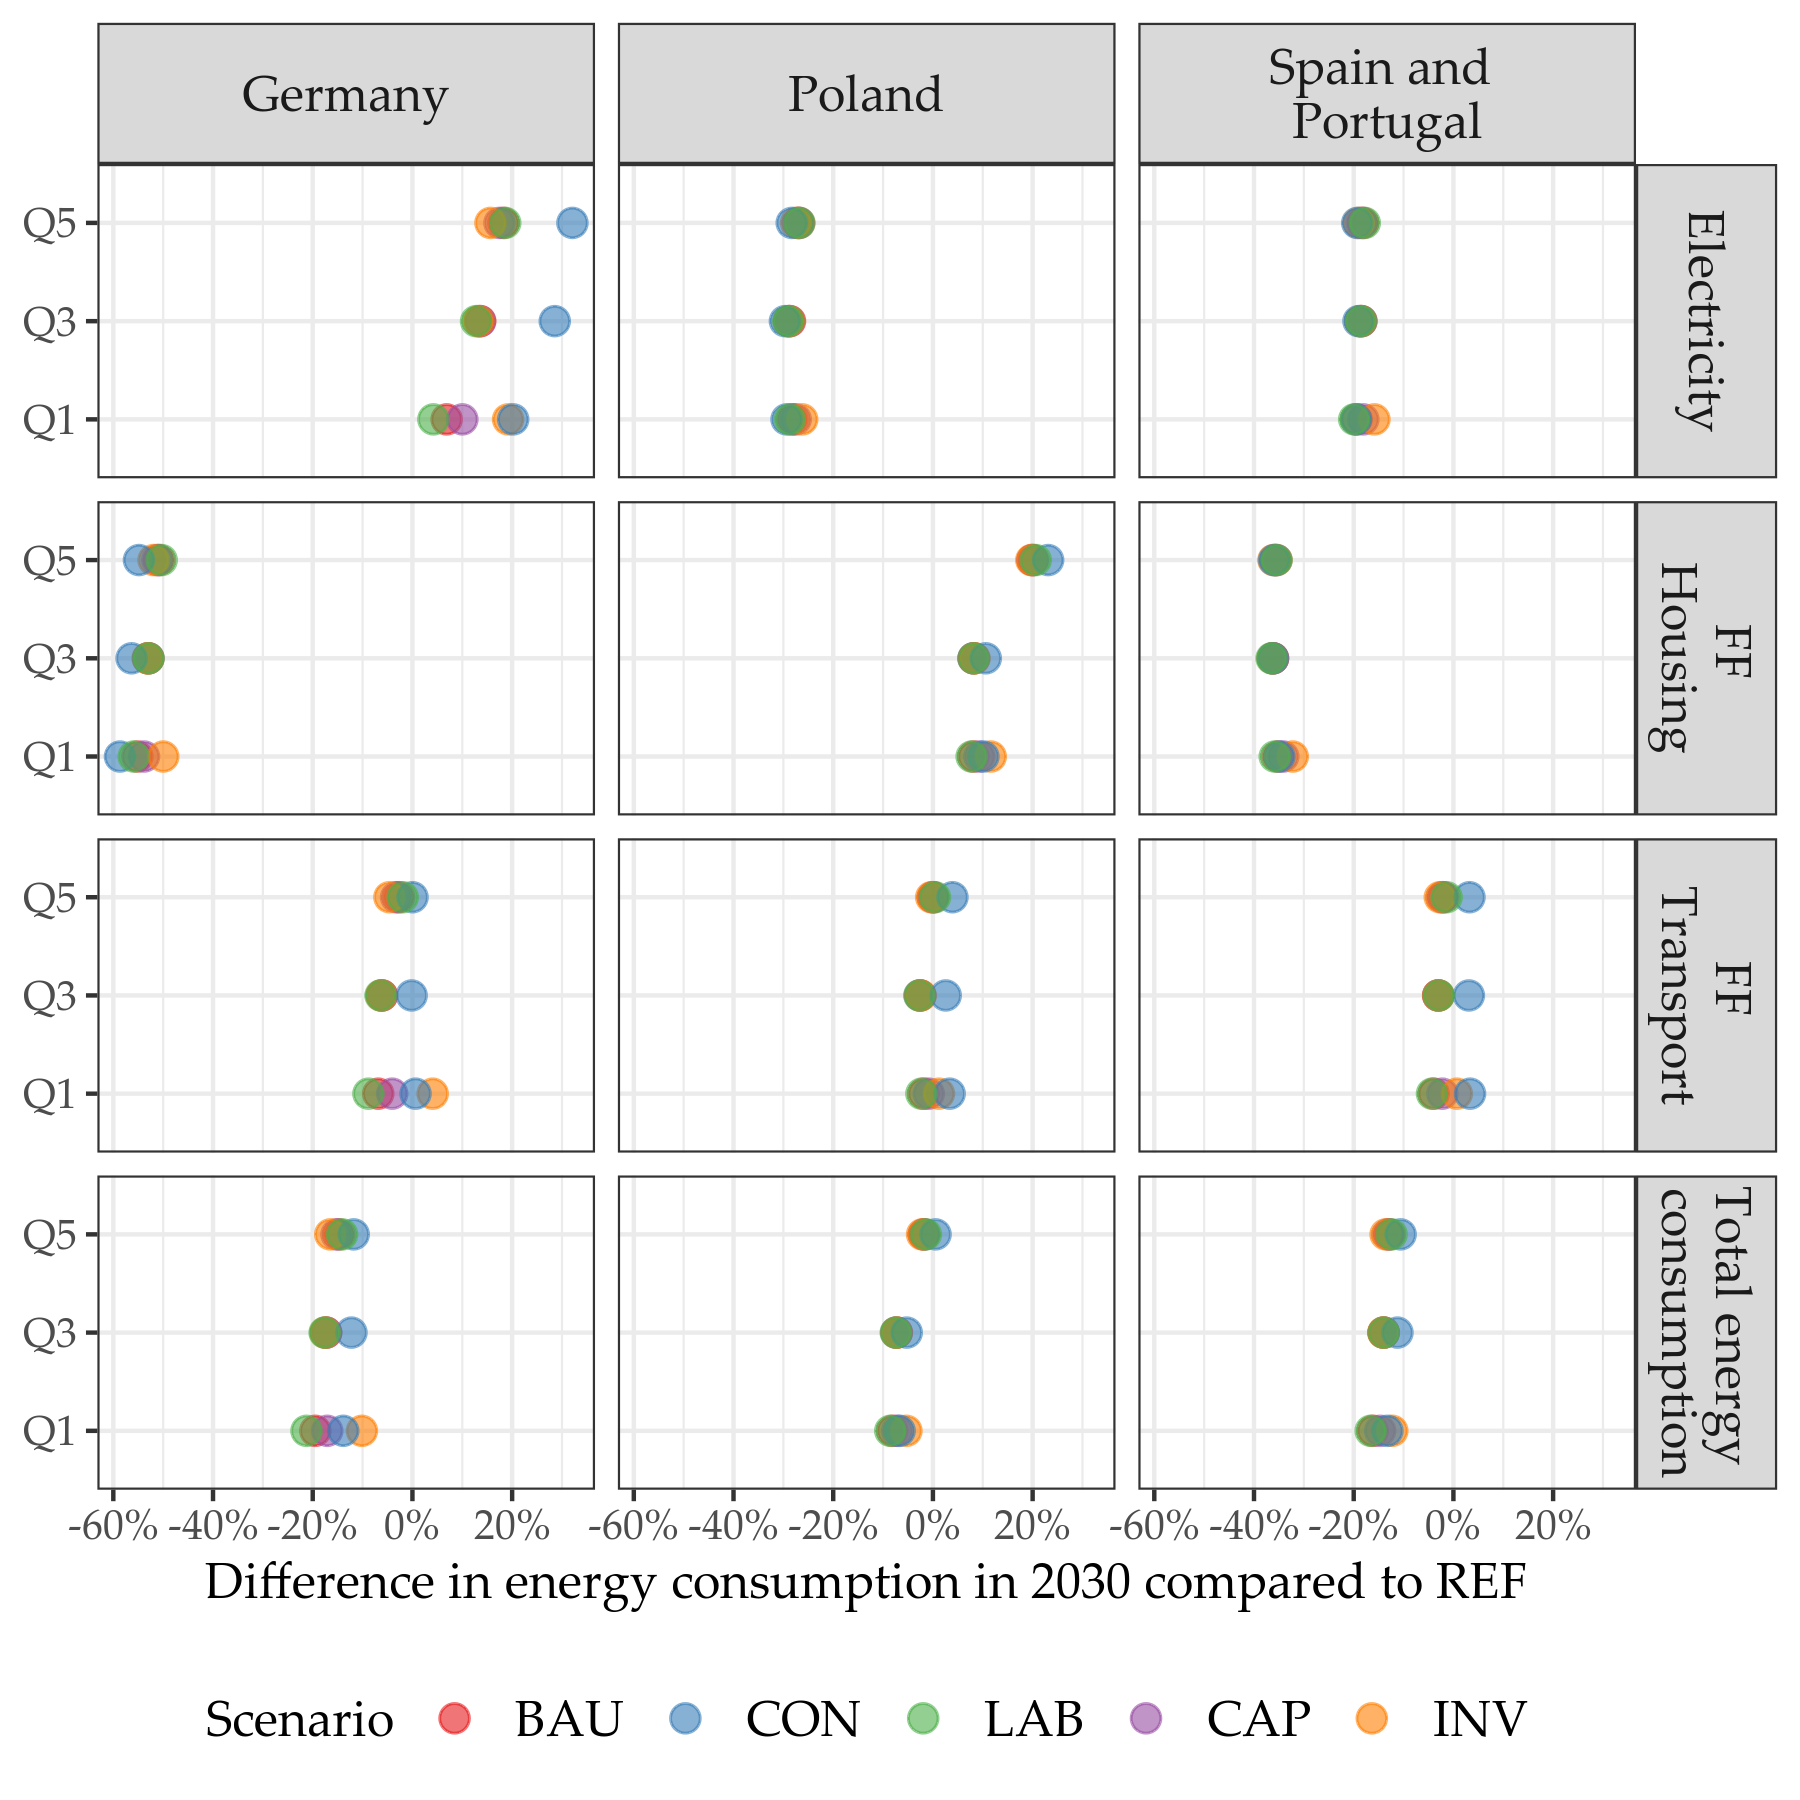 Germany
Poland
Spain and
Portugal
Q5
Q3
Q1
Electricity
Q5
Q3
Q1
FF
Housing
Q5
Q3
Q1
FF
Transport
Q5
Q3
Q1
Total energy
consumption
-60% -40% -20% 0% 20% -60% -40% -20% 0% 20% -60% -40% -20% 0% 20%
Difference in energy consumption in 2030 compared to REF
Scenario BAU CON LAB CAP INV